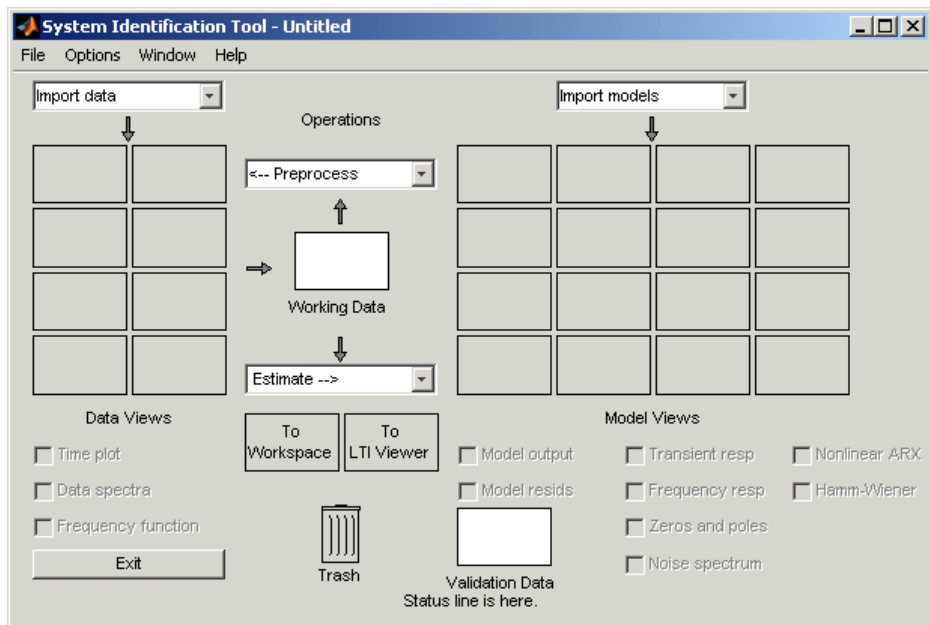 System Identification Tool - Untitled
File Options Window Help
Import data
Import models
Operations
<-- Preprocess
Working Data
Estimate -->
Data Views
Model Views
To
Workspace
To
LTI Viewer
Time plot
Data spectra
Frequency function
Model output
Model resids
Transient resp
Frequency resp
Zeros and poles
Noise spectrum
Nonlinear ARX
Hamm-Wiener
Exit
Trash
Validation Data
Status line is here.